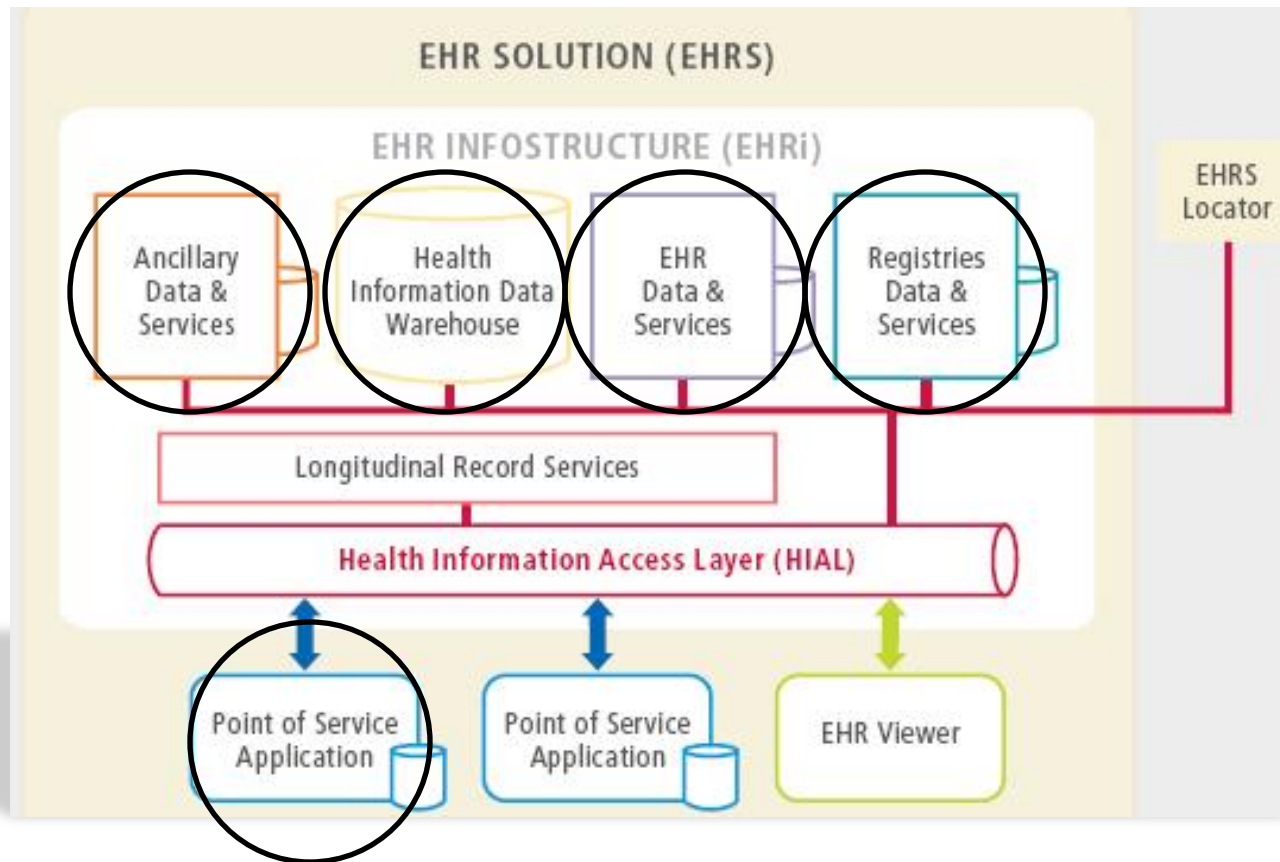 EHR SOLUTION (EHRS)
EHR INFOSTRUCTURE (EHRi)
EHRS
Locator
Ancillary
Data &
Services
Health
Information Data
Warehouse
EHR
Data &
Services
Registries
Data &
Services
Longitudinal Record Services
Health Information Access Layer (HIAL)
Point of Service
Application
Point of Service
Application
EHR Viewer